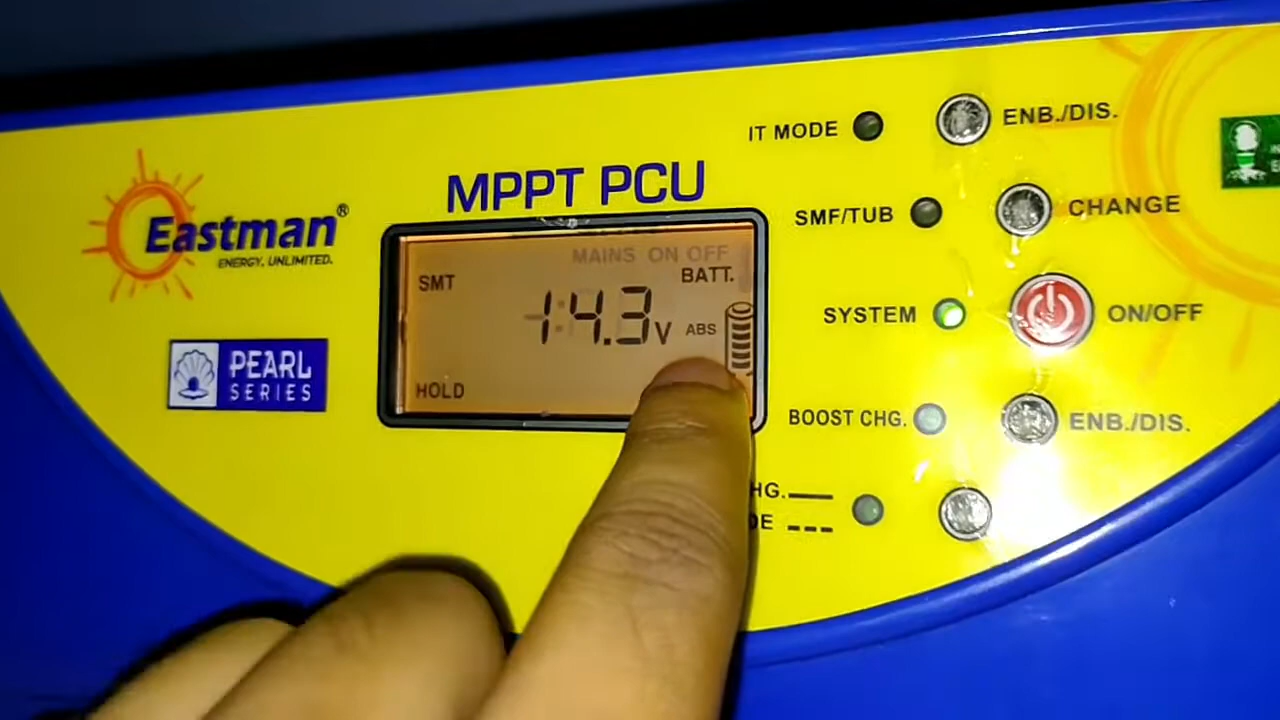 Eastman®
ENERGY. UNLIMITED.
PEARL
SERIES
MPPT PCU
MAINS ON OFF
SMT
BATT.
14.3V
ABS
HOLD
IT MODE
ENB./DIS.
SMF/TUB
CHANGE
SYSTEM
ON/OFF
BOOST CHG.
ENB./DIS.
HG.
DE